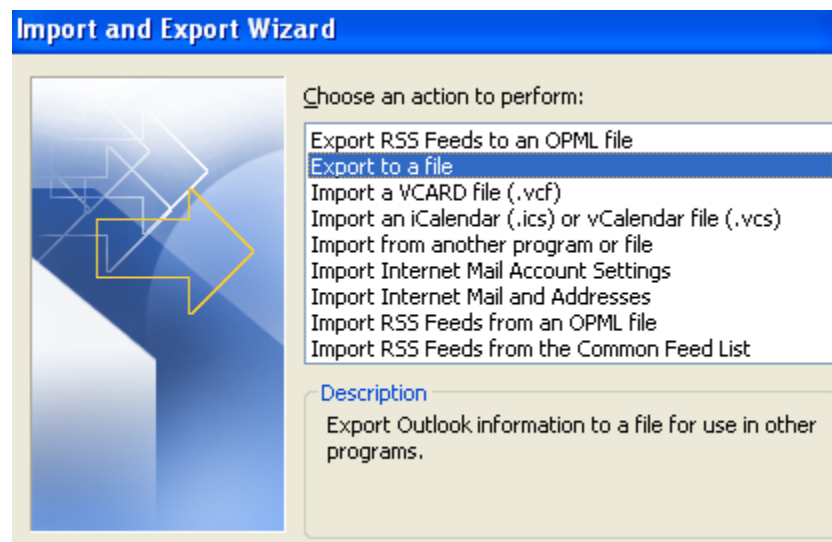 Import and Export Wizard
Choose an action to perform:
Export RSS Feeds to an OPML file
Export to a file
Import a VCARD file (.vcf)
Import an iCalendar (.ics) or vCalendar file (.vcs)
Import from another program or file
Import Internet Mail Account Settings
Import Internet Mail and Addresses
Import RSS Feeds from an OPML file
Import RSS Feeds from the Common Feed List
Description
Export Outlook information to a file for use in other
programs.